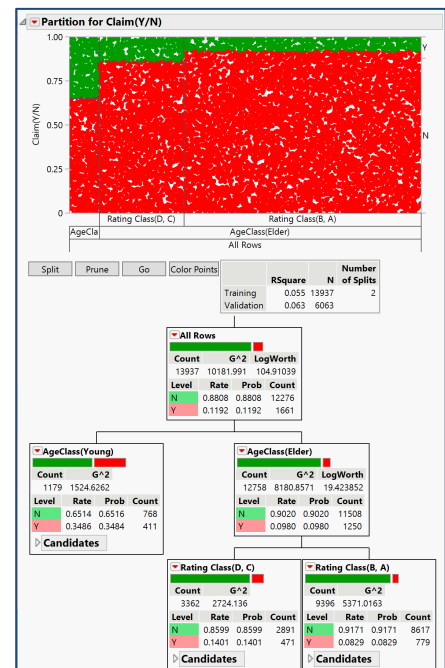 Partition for Claim(Y/N)
1.00
0.75
0.50
0.25
0
Claim(Y/N)
Y
N
Rating Class(D, C) Rating Class(B, A)
AgeCla AgeClass(Elder)
All Rows
Split Prune Go Color Points
RSquare N Number of Splits
Training 0.055 13937 2
Validation 0.063 6063
All Rows
Count G^2 LogWorth
13937 10181.991 104.91039
Level Rate Prob Count
N 0.8808 0.8808 12276
Y 0.1192 0.1192 1661
AgeClass(Young)
Count G^2
1179 1524.6262
Level Rate Prob Count
N 0.6514 0.6516 768
Y 0.3486 0.3484 411
Candidates
AgeClass(Elder)
Count G^2 LogWorth
12758 8180.8571 19.423852
Level Rate Prob Count
N 0.9020 0.9020 11508
Y 0.0980 0.0980 1250
Rating Class(D, C)
Count G^2
3362 2724.136
Level Rate Prob Count
N 0.8599 0.8599 2891
Y 0.1401 0.1401 471
Candidates
Rating Class(B, A)
Count G^2
9396 5371.0163
Level Rate Prob Count
N 0.9171 0.9171 8617
Y 0.0829 0.0829 779
Candidates